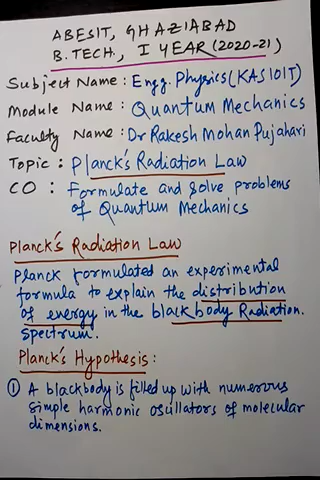 ABESIT, GHAZIABAD
B.TECH., I YEAR (2020-21)
Subject Name: Engg. Physics (KAS101T)
Module Name: Quantum Mechanics
Faculty Name: Dr Rakesh Mohan Pujahari
Topic: Planck's Radiation Law
CO: Formulate and solve problems
of Quantum Mechanics
Planck's Radiation Law
Planck formulated an experimental
formula to explain the distribution
of energy in the blackbody Radiation.
Spectrum.
Planck's Hypothesis:
① A blackbody is filled up with numerous
simple harmonic oscillators of molecular
dimensions.